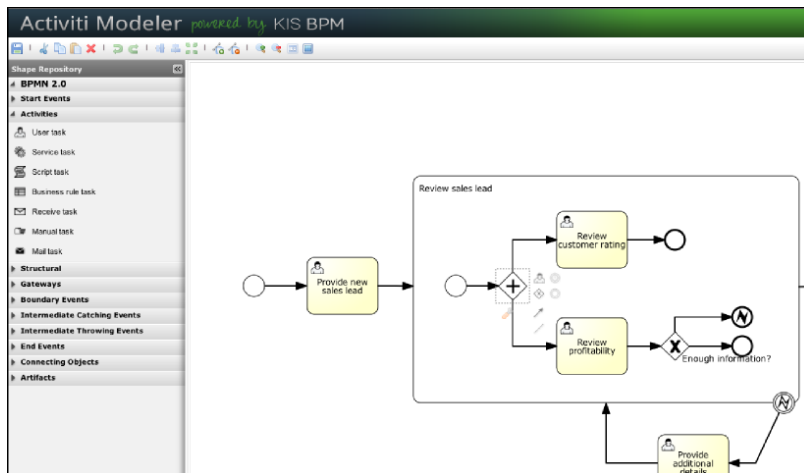 Activiti Modeler powered by KIS BPM
Shape Repository
BPMN 2.0
Start Events
Activities
User task
Service task
Script task
Business rule task
Receive task
Manual task
Mail task
Structural
Gateways
Boundary Events
Intermediate Catching Events
Intermediate Throwing Events
End Events
Connecting Objects
Artifacts
Provide new
sales lead
Review sales lead
Review
customer rating
Review
profitability
Enough information?
Provide
additional
details